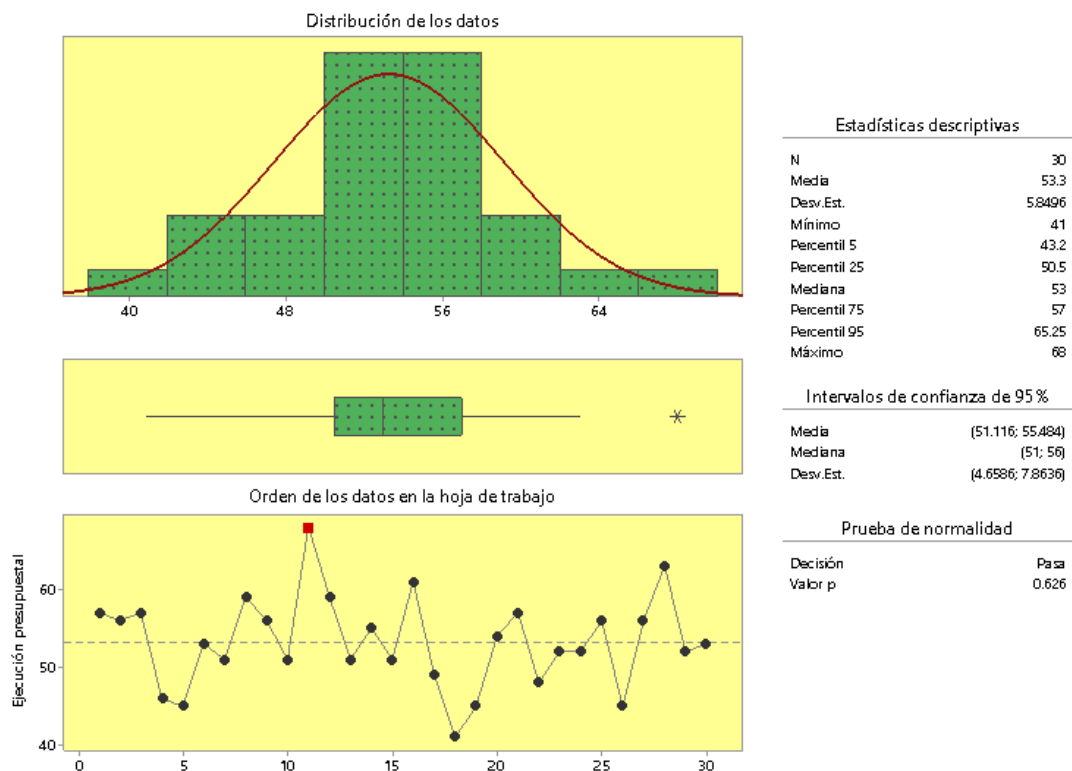 Distribución de los datos
40 48 56 64
Orden de los datos en la hoja de trabajo
Ejecución presupuestal
60
50
40
0 5 10 15 20 25 30
Estadísticas descriptivas
N 30
Media 53.3
Desv.Est. 5.8496
Mínimo 41
Percentil 5 43.2
Percentil 25 50.5
Mediana 53
Percentil 75 57
Percentil 95 65.25
Máximo 68
Intervalos de confianza de 95%
Media (51.116; 55.484)
Mediana (51; 56)
Desv.Est. (4.6586; 7.8636)
Prueba de normalidad
Decisión Pasa
Valor p 0.626